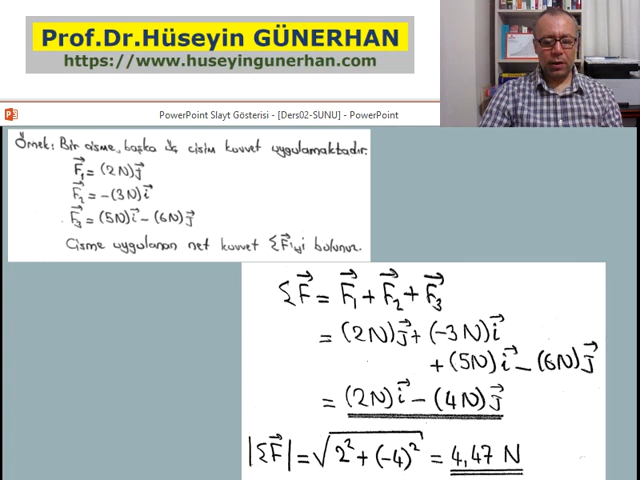 Prof.Dr.Hüseyin GÜNERHAN
https://www.huseyingunerhan.com
PowerPoint Slayt Gösterisi - [Ders02-SUNU] - PowerPoint
Örnek: Bir cisme, başka üç cisim kuvvet uygulamaktadır.
F⃗₁ = (2N)j⃗
F⃗₂ = -(3N)i⃗
F⃗₃ = (5N)i⃗ - (6N)j⃗
Cisme uygulanan net kuvvet ΣF⃗'yi bulunuz.
ΣF⃗ = F⃗₁ + F⃗₂ + F⃗₃
= (2N)j⃗ + (-3N)i⃗
+ (5N)i⃗ - (6N)j⃗
= (2N)i⃗ - (4N)j⃗
|ΣF⃗| = √(2² + (-4)²) = 4,47 N